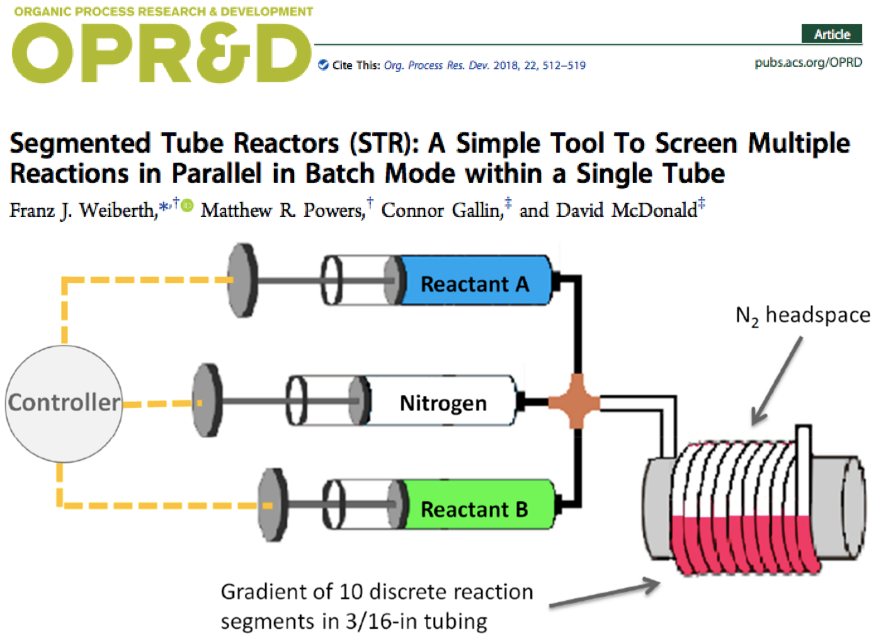 ORGANIC PROCESS RESEARCH & DEVELOPMENT
OPR&D
Article
Cite This: Org. Process Res. Dev. 2018, 22, 512−519
pubs.acs.org/OPRD
Segmented Tube Reactors (STR): A Simple Tool To Screen Multiple
Reactions in Parallel in Batch Mode within a Single Tube
Franz J. Weiberth,*,† Matthew R. Powers,† Connor Gallin,‡ and David McDonald‡
Reactant A
N₂ headspace
Controller
Nitrogen
Reactant B
Gradient of 10 discrete reaction
segments in 3/16-in tubing